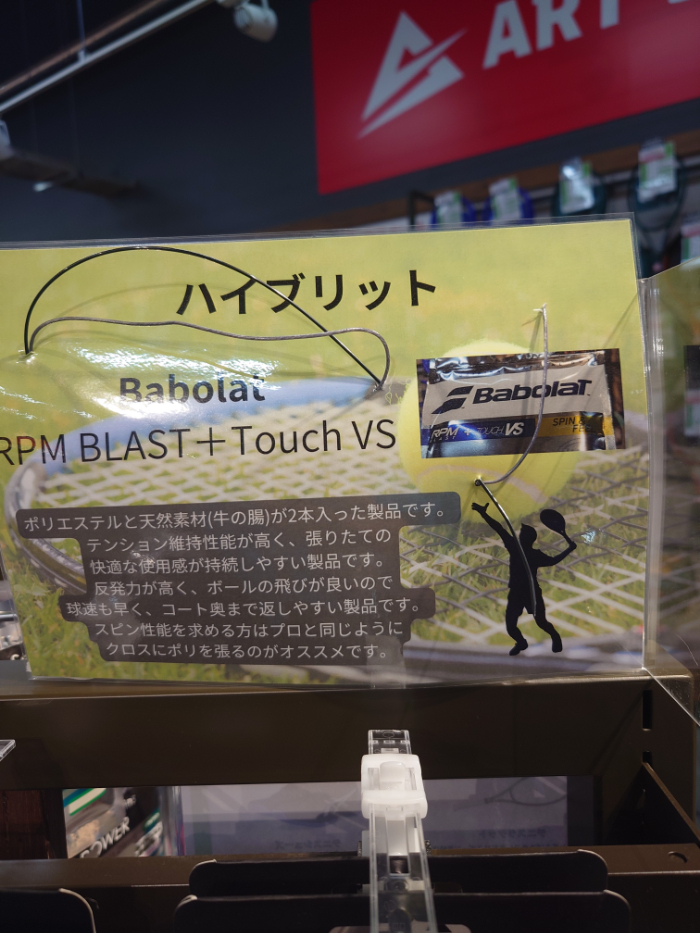 ART
ハイブリット
Babolat
RPM BLAST＋Touch VS
BABOLAT
RPM + TOUCH VS
SPIN
ポリエステルと天然素材(牛の腸)が2本入った製品です。
テンション維持性能が高く、張りたての
快適な使用感が持続しやすい製品です。
反発力が高く、ボールの飛びが良いので
球速も早く、コート奥まで返しやすい製品です。
スピン性能を求める方はプロと同じように
クロスにポリを張るのがオススメです。
POWER